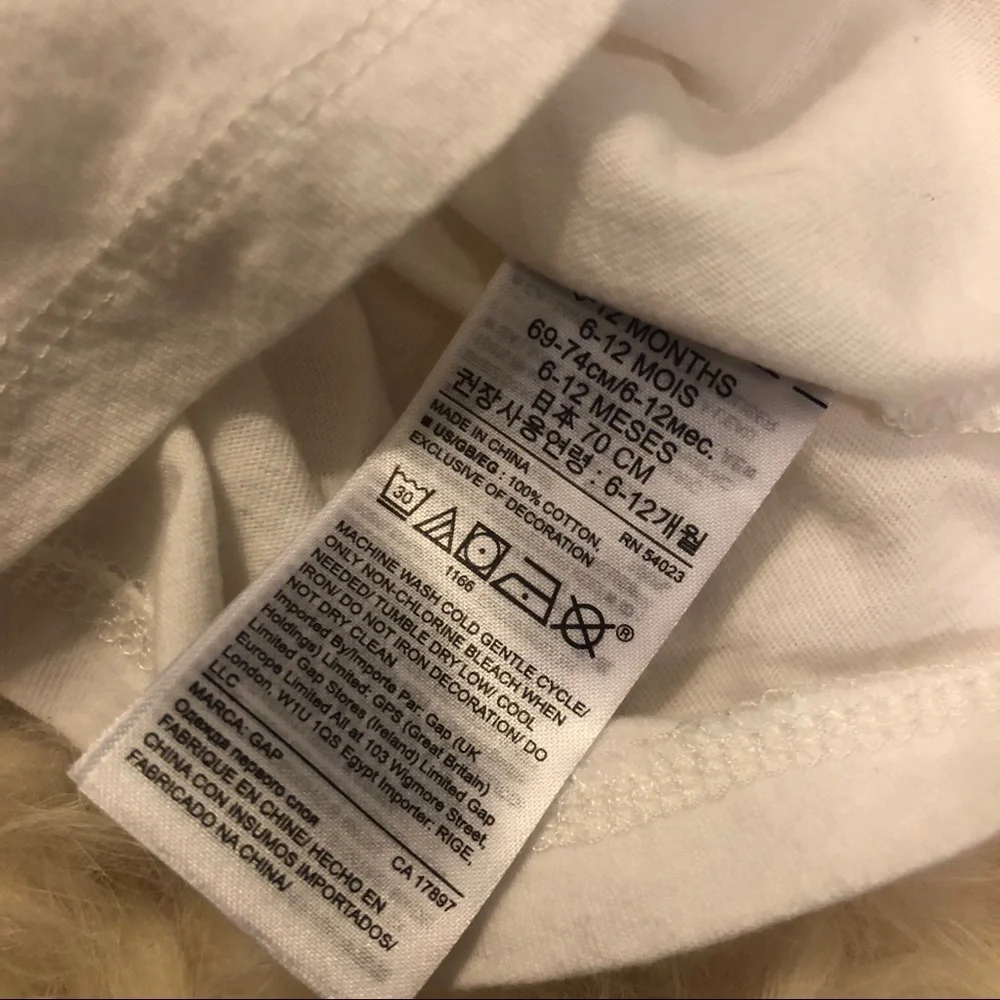 12 MONTHS
6-12 MOIS
69-74см/6-12мес.
6-12 MESES
日本 70 CM
권장사용연령 : 6-12개월
MADE IN CHINA
RN 54023
US/GB/EG : 100% COTTON,
EXCLUSIVE OF DECORATION
30
1166
®
MACHINE WASH COLD GENTLE CYCLE/
ONLY NON-CHLORINE BLEACH WHEN
NEEDED/ TUMBLE DRY LOW/ COOL
IRON/ DO NOT IRON DECORATION/ DO
NOT DRY CLEAN
Imported By/Importe Par: Gap (UK
Holdings) Limited; GPS (Great Britain)
Limited Gap Stores (Ireland) Limited Gap
Europe Limited All at 103 Wigmore Street,
London, W1U 1QS Egypt Importer: RIGE,
LLC
CA 17897
MARCA: GAP
Одежда первого слоя
FABRIQUE EN CHINE/ HECHO EN
CHINA CON INSUMOS IMPORTADOS/
FABRICADO NA CHINA/